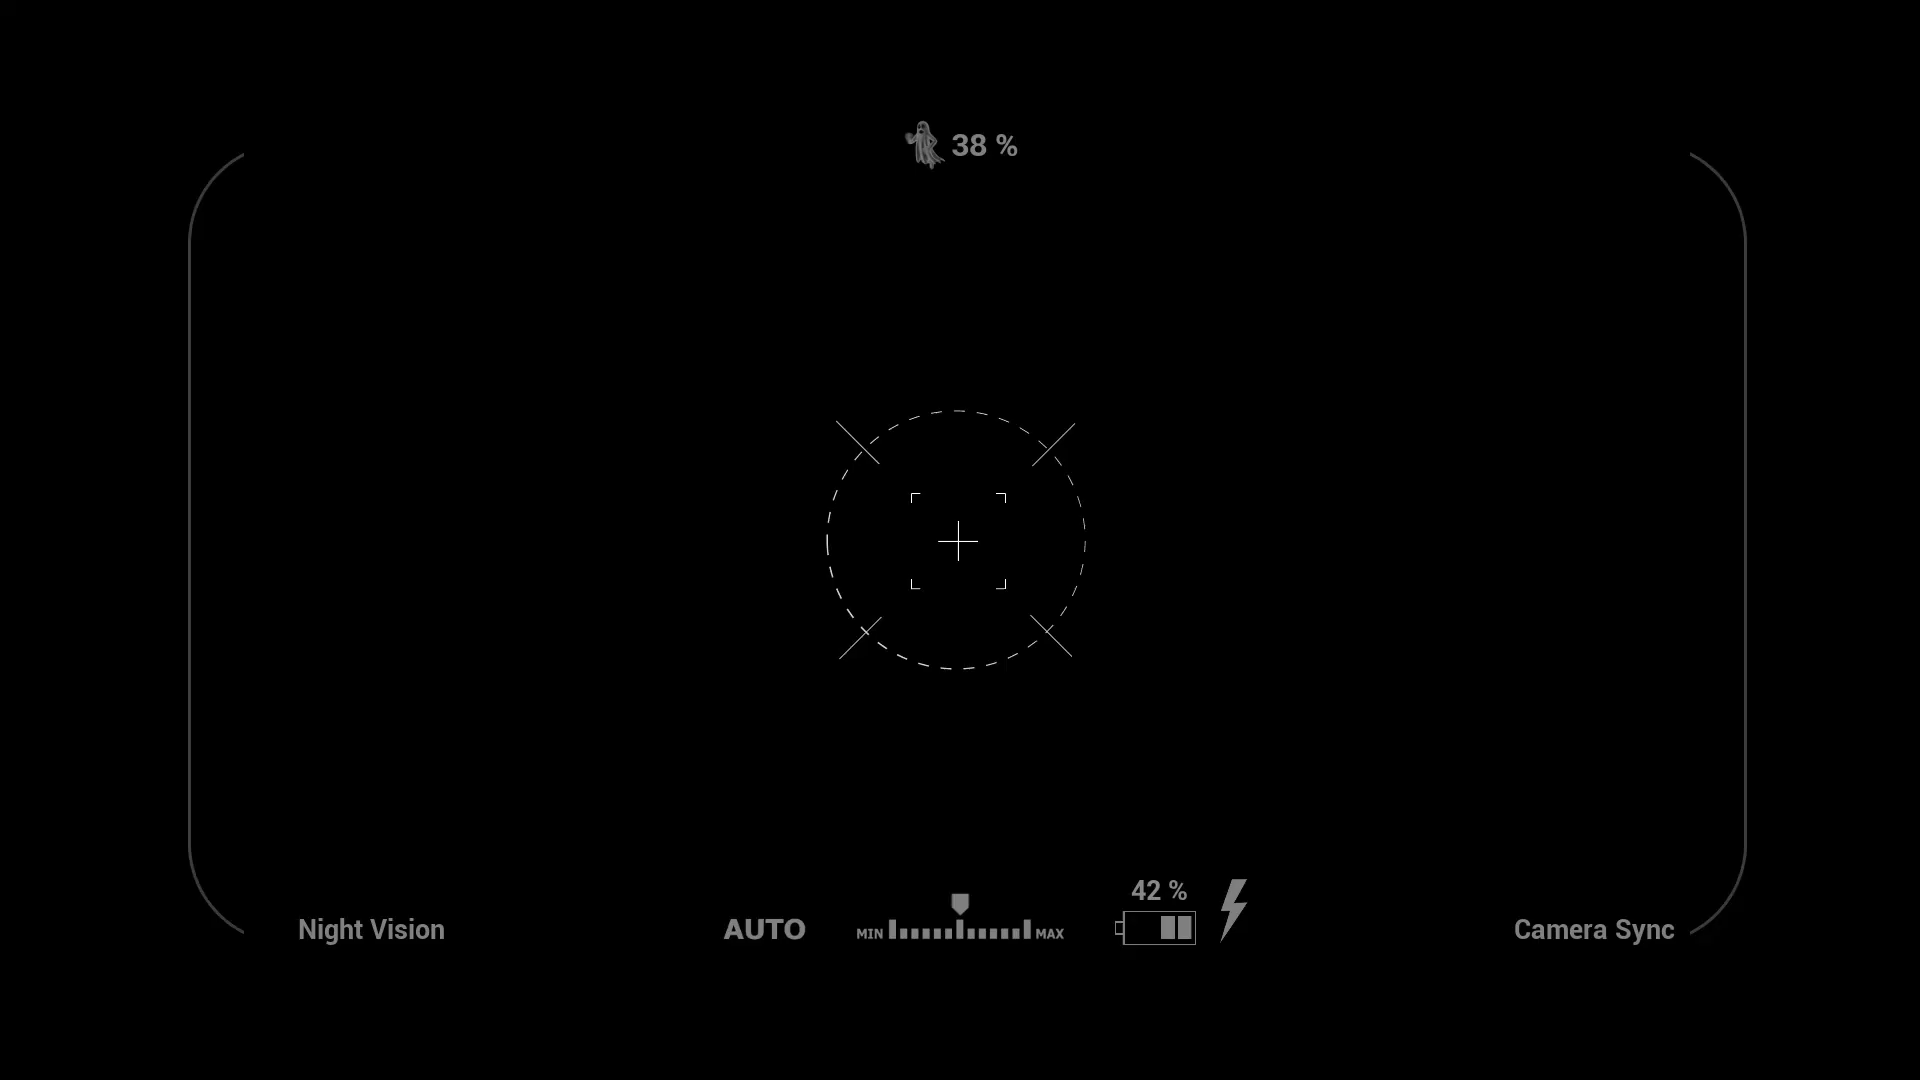 38 %
42 %
Night Vision
AUTO
MIN
MAX
Camera Sync